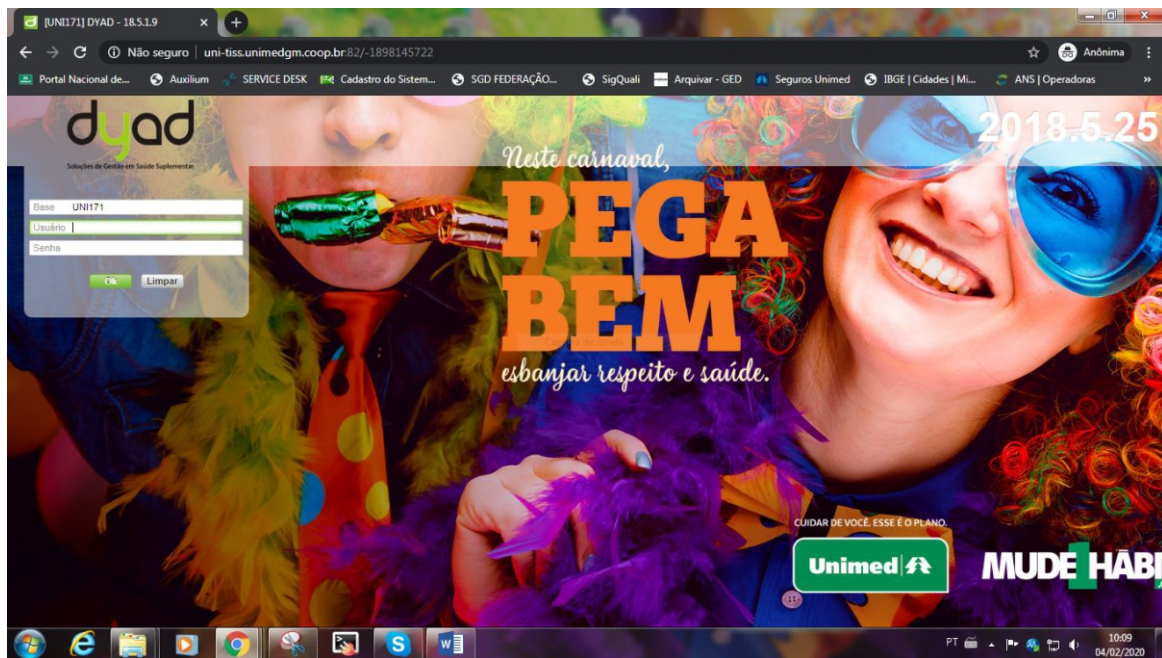 [UNI171] DYAD - 18.5.1.9
Não seguro | uni-tiss.unimedgm.coop.br:82/-1898145722
Anônima
Portal Nacional de... Auxilium SERVICE DESK Cadastro do Sistem... SGD FEDERAÇÃO... SigQuali Arquivar - GED Seguros Unimed IBGE | Cidades | Mi... ANS | Operadoras »
dyad
Soluções de Gestão em Saúde Suplementar
2018.5.25
Base UNI171
Usuário
Senha
Ok Limpar
Neste carnaval,
PEGA
BEM
esbanjar respeito e saúde.
CUIDAR DE VOCÊ. ESSE É O PLANO.
Unimed
MUDE 1 HÁBI
PT
10:09
04/02/2020